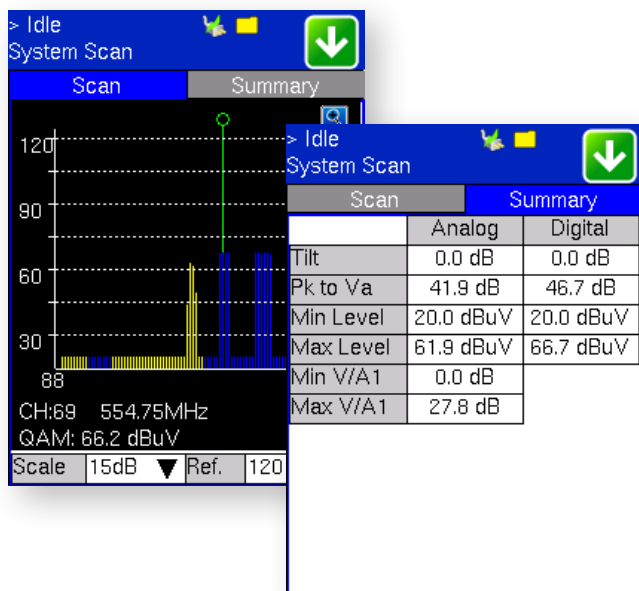 > Idle
System Scan
Scan Summary
120
90
60
30
88
CH:69 554.75MHz
QAM: 66.2 dBuV
Scale 15dB Ref. 120
> Idle
System Scan
Scan Summary
Analog Digital
Tilt 0.0 dB 0.0 dB
Pk to Va 41.9 dB 46.7 dB
Min Level 20.0 dBuV 20.0 dBuV
Max Level 61.9 dBuV 66.7 dBuV
Min V/A1 0.0 dB
Max V/A1 27.8 dB